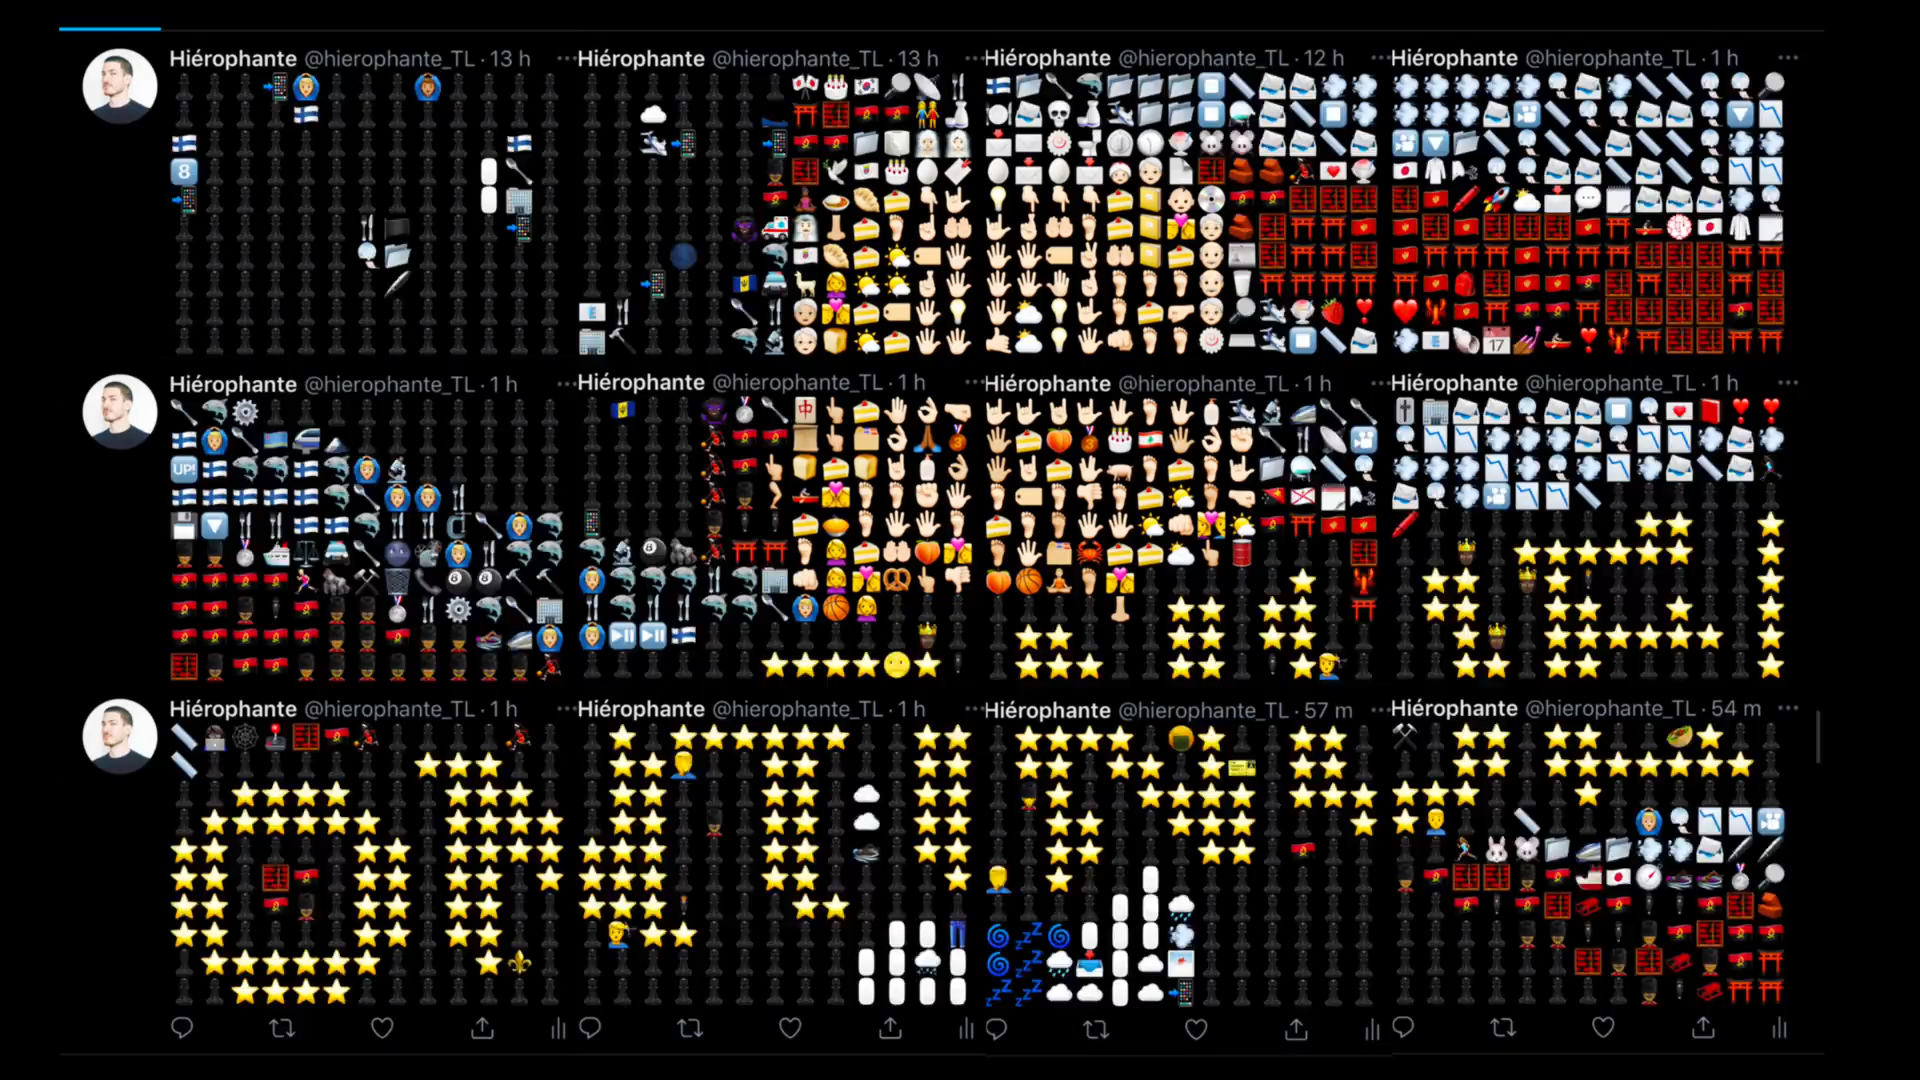 Hiérophante @hierophante_TL · 13 h
Hiérophante @hierophante_TL · 13 h
Hiérophante @hierophante_TL · 12 h
Hiérophante @hierophante_TL · 1 h
Hiérophante @hierophante_TL · 1 h
Hiérophante @hierophante_TL · 1 h
Hiérophante @hierophante_TL · 1 h
Hiérophante @hierophante_TL · 1 h
Hiérophante @hierophante_TL · 1 h
Hiérophante @hierophante_TL · 1 h
Hiérophante @hierophante_TL · 57 m
Hiérophante @hierophante_TL · 54 m